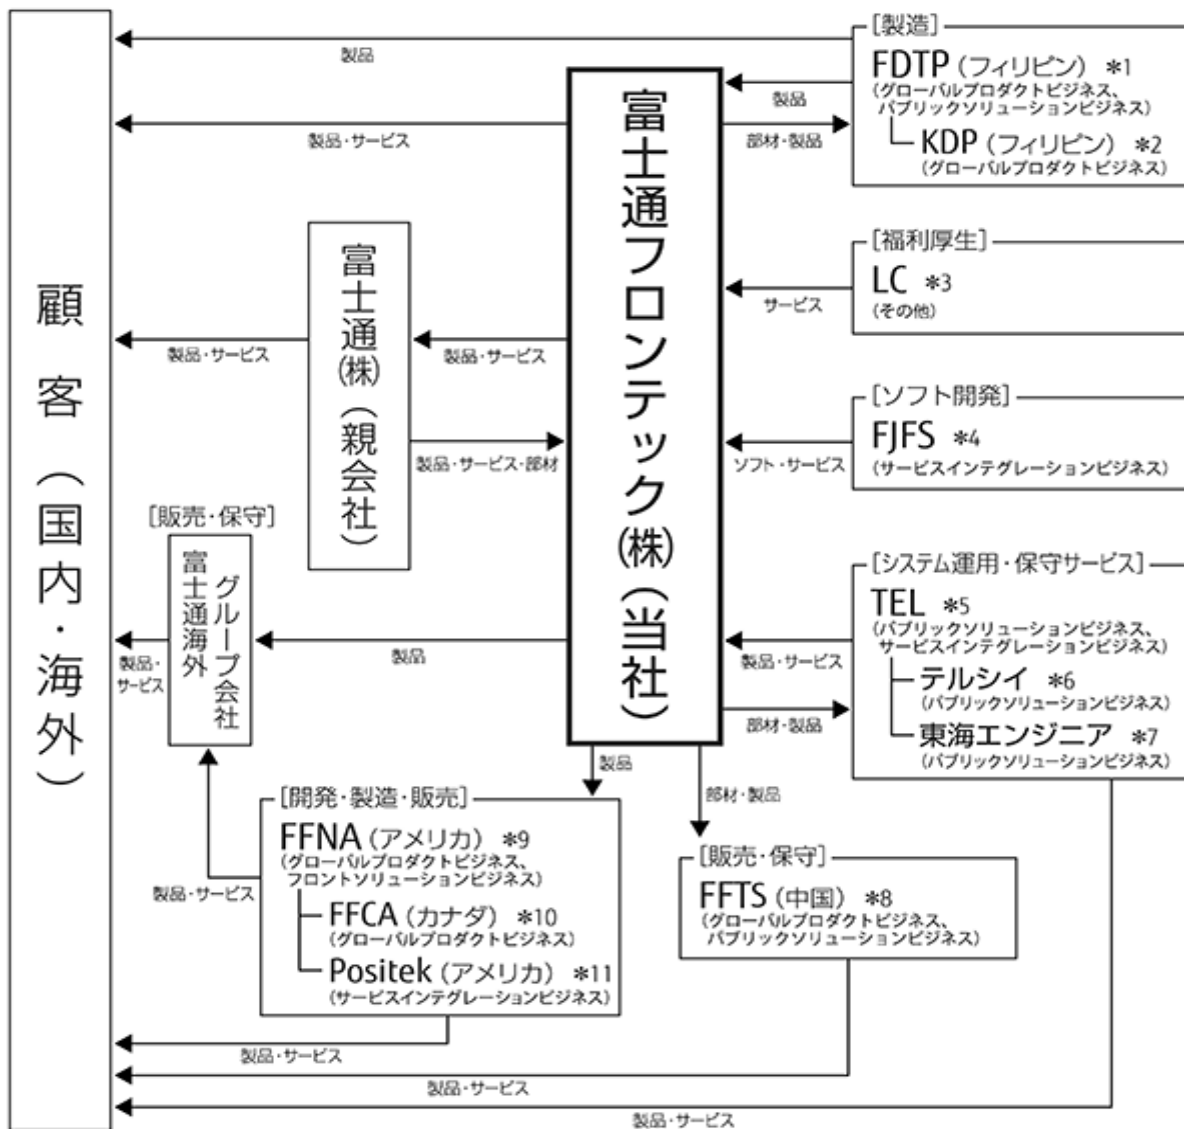 顧客（国内・海外）
製品
製品・サービス
富士通㈱（親会社）
製品・サービス
製品・サービス
製品・サービス・部材
[販売・保守]
富士通海外
グループ会社
製品・
サービス
製品
富士通フロンテック㈱（当社）
[製造]
FDTP（フィリピン） *1
（グローバルプロダクトビジネス、
パブリックソリューションビジネス）
KDP（フィリピン） *2
（グローバルプロダクトビジネス）
製品
部材・製品
[福利厚生]
LC *3
（その他）
サービス
[ソフト開発]
FJFS *4
（サービスインテグレーションビジネス）
ソフト・サービス
[システム運用・保守サービス]
TEL *5
（パブリックソリューションビジネス、
サービスインテグレーションビジネス）
テルシイ *6
（パブリックソリューションビジネス）
東海エンジニア *7
（パブリックソリューションビジネス）
製品・サービス
部材・製品
製品
部材・製品
[開発・製造・販売]
FFNA（アメリカ） *9
（グローバルプロダクトビジネス、
フロントソリューションビジネス）
FFCA（カナダ） *10
（グローバルプロダクトビジネス）
Positek（アメリカ） *11
（サービスインテグレーションビジネス）
製品・サービス
[販売・保守]
FFTS（中国） *8
（グローバルプロダクトビジネス、
パブリックソリューションビジネス）
製品・サービス
製品・サービス
製品・サービス